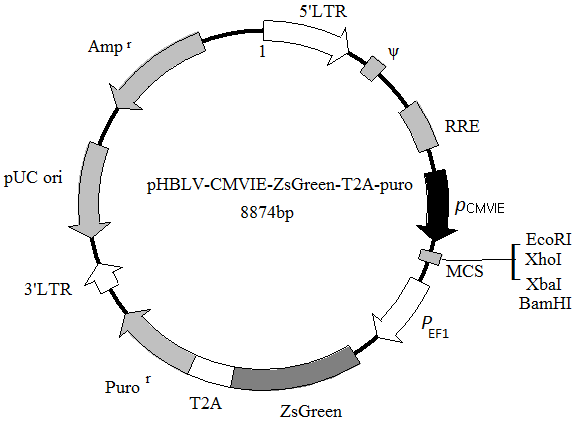 5'LTR
1
Ψ
Amp r
RRE
pUC ori
pHBLV-CMVIE-ZsGreen-T2A-puro
8874bp
pCMVIE
EcoRI
XhoI
XbaI
BamHI
MCS
3'LTR
PEF1
Puro r
T2A
ZsGreen